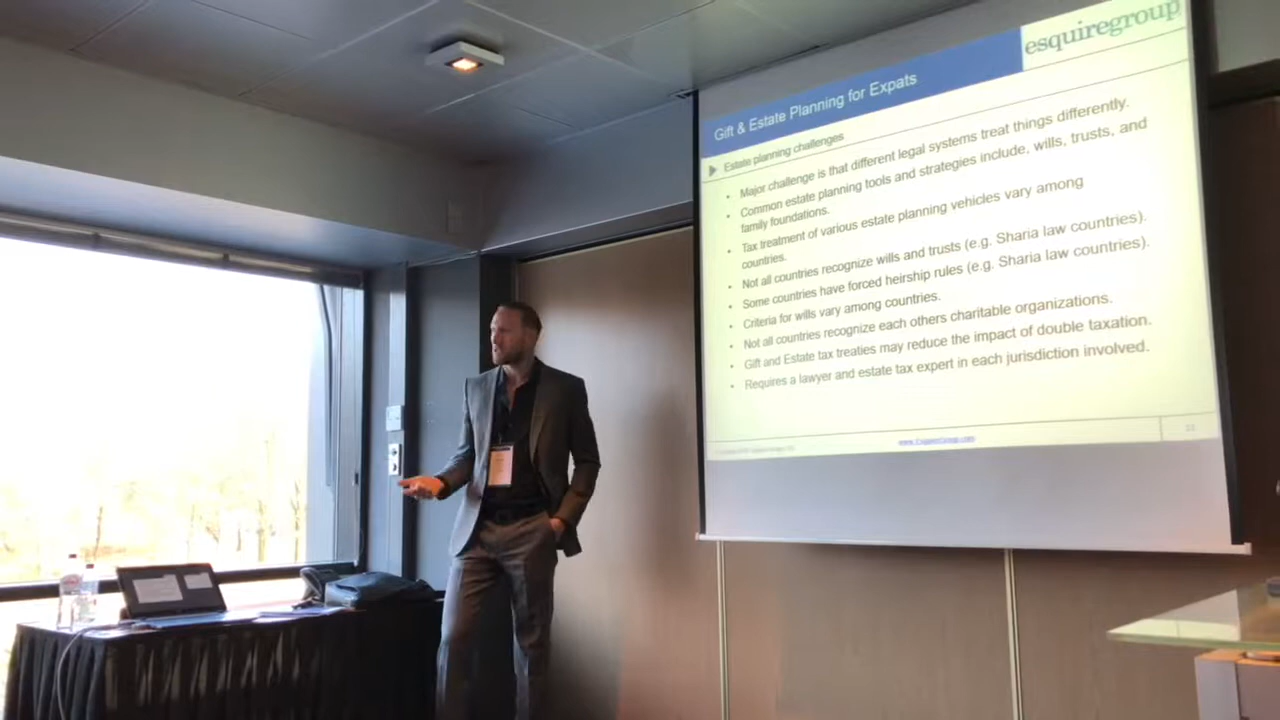 esquiregroup
Gift & Estate Planning for Expats
Estate planning challenges
• Major challenge is that different legal systems treat things differently.
• Common estate planning tools and strategies include, wills, trusts, and
family foundations.
• Tax treatment of various estate planning vehicles vary among
countries.
• Not all countries recognize wills and trusts (e.g. Sharia law countries).
• Some countries have forced heirship rules (e.g. Sharia law countries).
• Criteria for wills vary among countries.
• Not all countries recognize each others charitable organizations.
• Gift and Estate tax treaties may reduce the impact of double taxation.
• Requires a lawyer and estate tax expert in each jurisdiction involved.
www.EsquireGroup.com